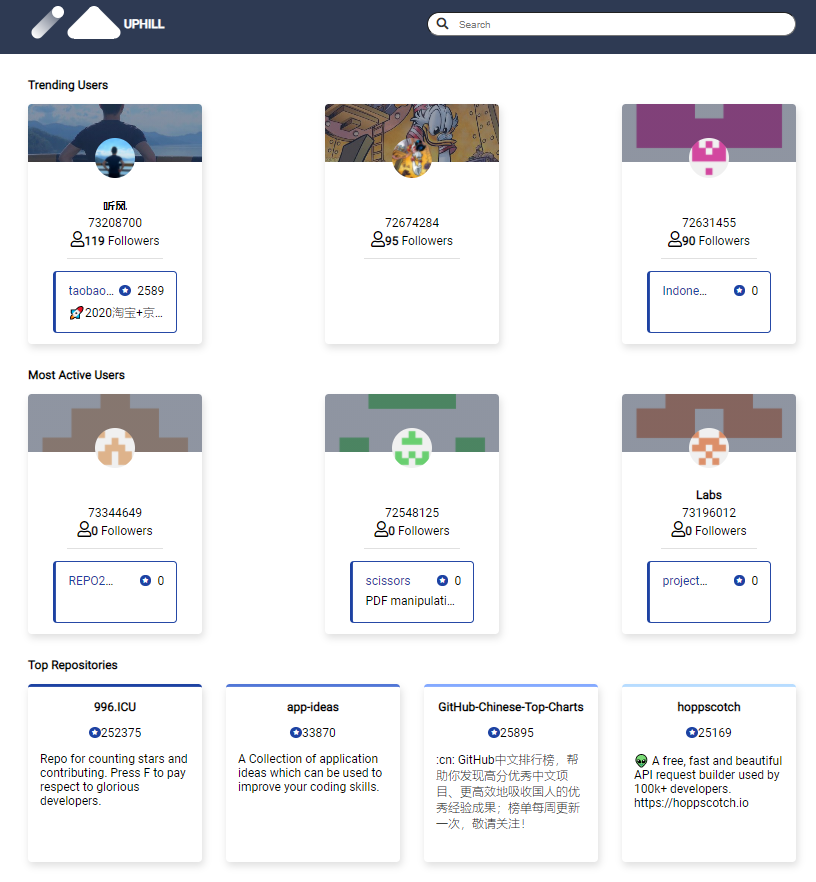 UPHILL
Search
Trending Users
听风.
73208700
119 Followers
taobao... 2589
🚀2020淘宝+京...
72674284
95 Followers
72631455
90 Followers
Indone... 0
Most Active Users
73344649
0 Followers
REPO2... 0
72548125
0 Followers
scissors 0
PDF manipulati...
Labs
73196012
0 Followers
project... 0
Top Repositories
996.ICU
252375
Repo for counting stars and
contributing. Press F to pay
respect to glorious
developers.
app-ideas
33870
A Collection of application
ideas which can be used to
improve your coding skills.
GitHub-Chinese-Top-Charts
25895
:cn: GitHub中文排行榜，帮
助你发现高分优秀中文项
目、更高效地吸收国人的优
秀经验成果；榜单每周更新
一次，敬请关注！
hoppscotch
25169
👽 A free, fast and beautiful
API request builder used by
100k+ developers.
https://hoppscotch.io